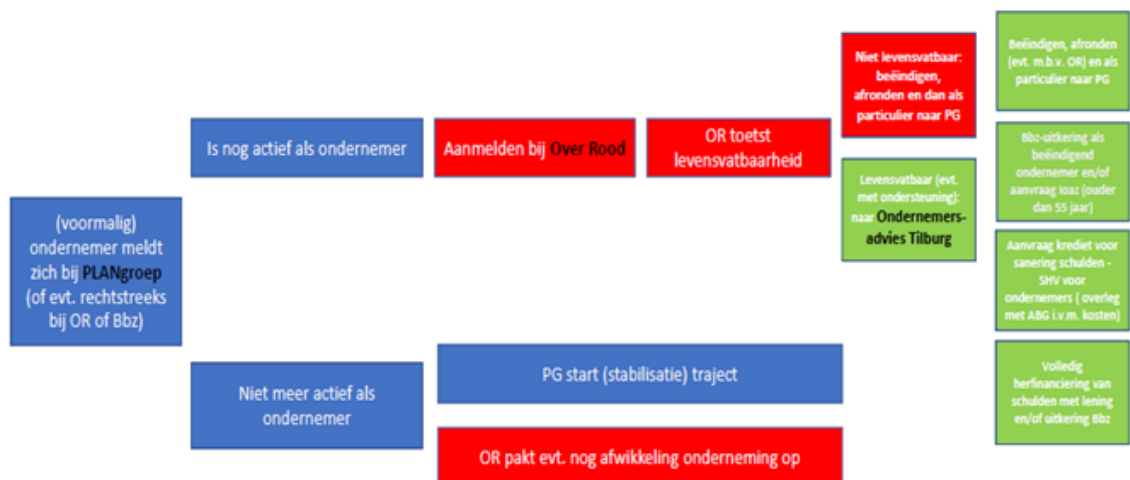 (voormalig)
ondernemer meldt
zich bij PLANgroep
(of evt. rechtstreeks
bij OR of Bbz)
Is nog actief als ondernemer
Aanmelden bij Over Rood
OR toetst
levensvatbaarheid
Niet levensvatbaar:
beëindigen,
afronden en dan als
particulier naar PG
Levensvatbaar (evt.
met ondersteuning):
naar Ondernemers-
advies Tilburg
Beëindigen, afronden
(evt. m.b.v. OR) en als
particulier naar PG
Bbz-uitkering als
beëindigend
ondernemer en/of
aanvraag Ioaz (ouder
dan 55 jaar)
Aanvraag krediet voor
sanering schulden -
SHV voor
ondernemers ( overleg
met ABG i.v.m. kosten)
Volledig
herfinanciering van
schulden met lening
en/of uitkering Bbz
Niet meer actief als
ondernemer
PG start (stabilisatie) traject
OR pakt evt. nog afwikkeling onderneming op